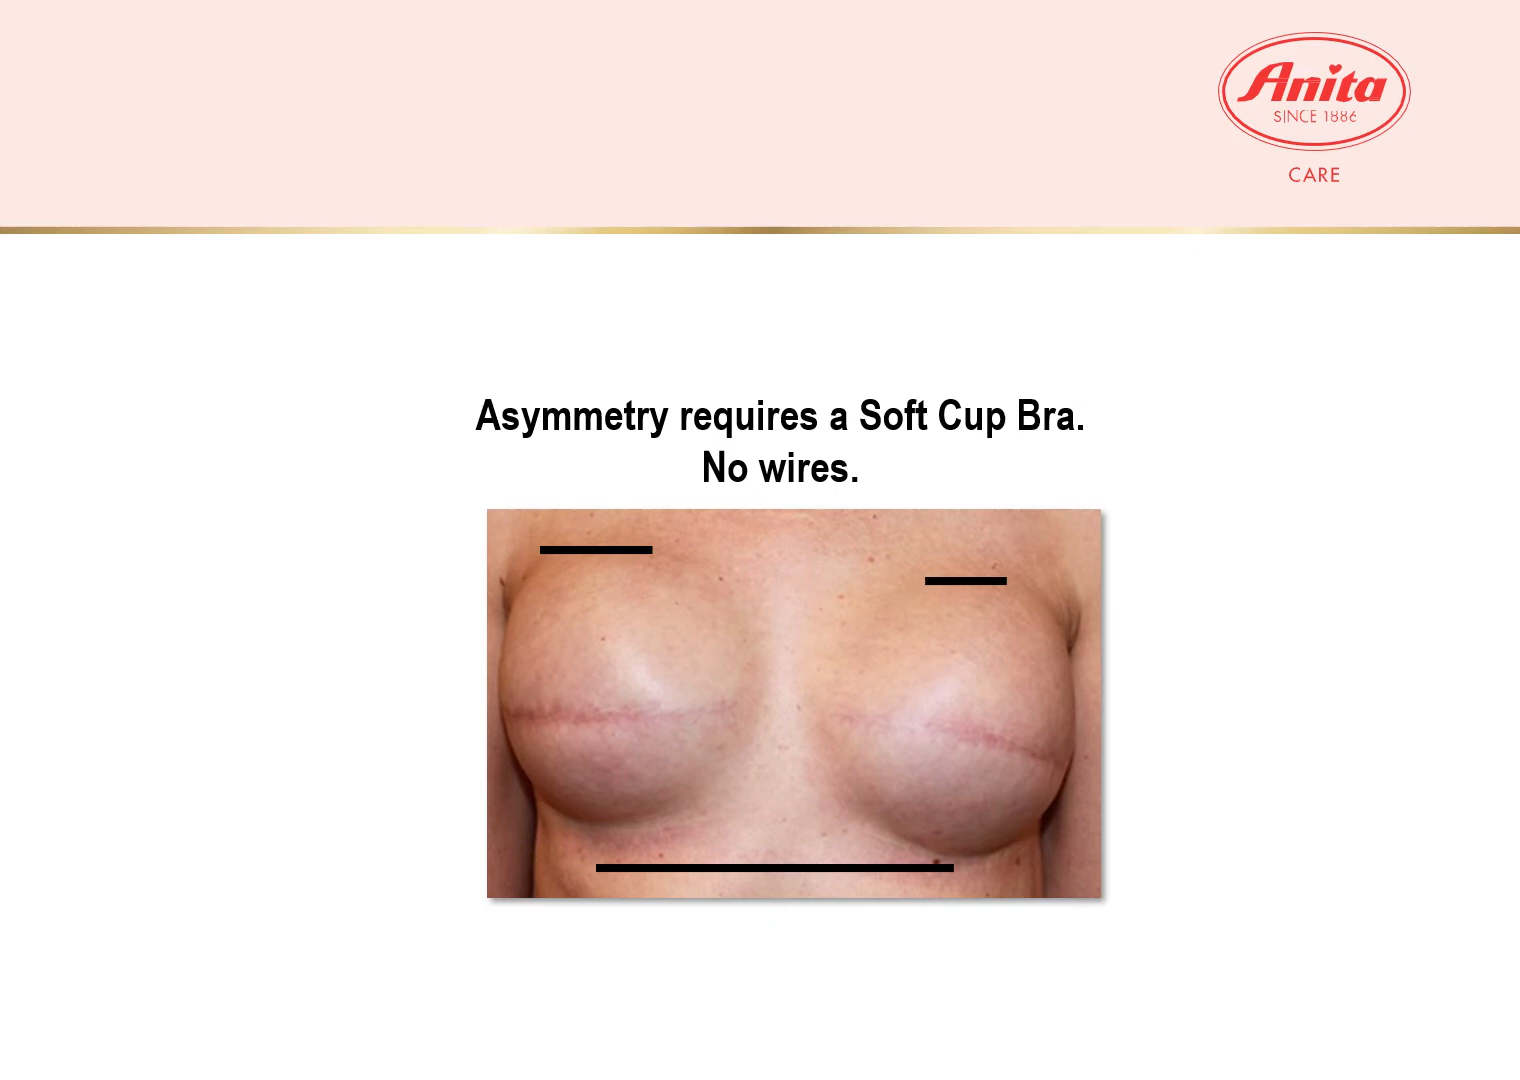 Anita
SINCE 1886
CARE
Asymmetry requires a Soft Cup Bra.
No wires.